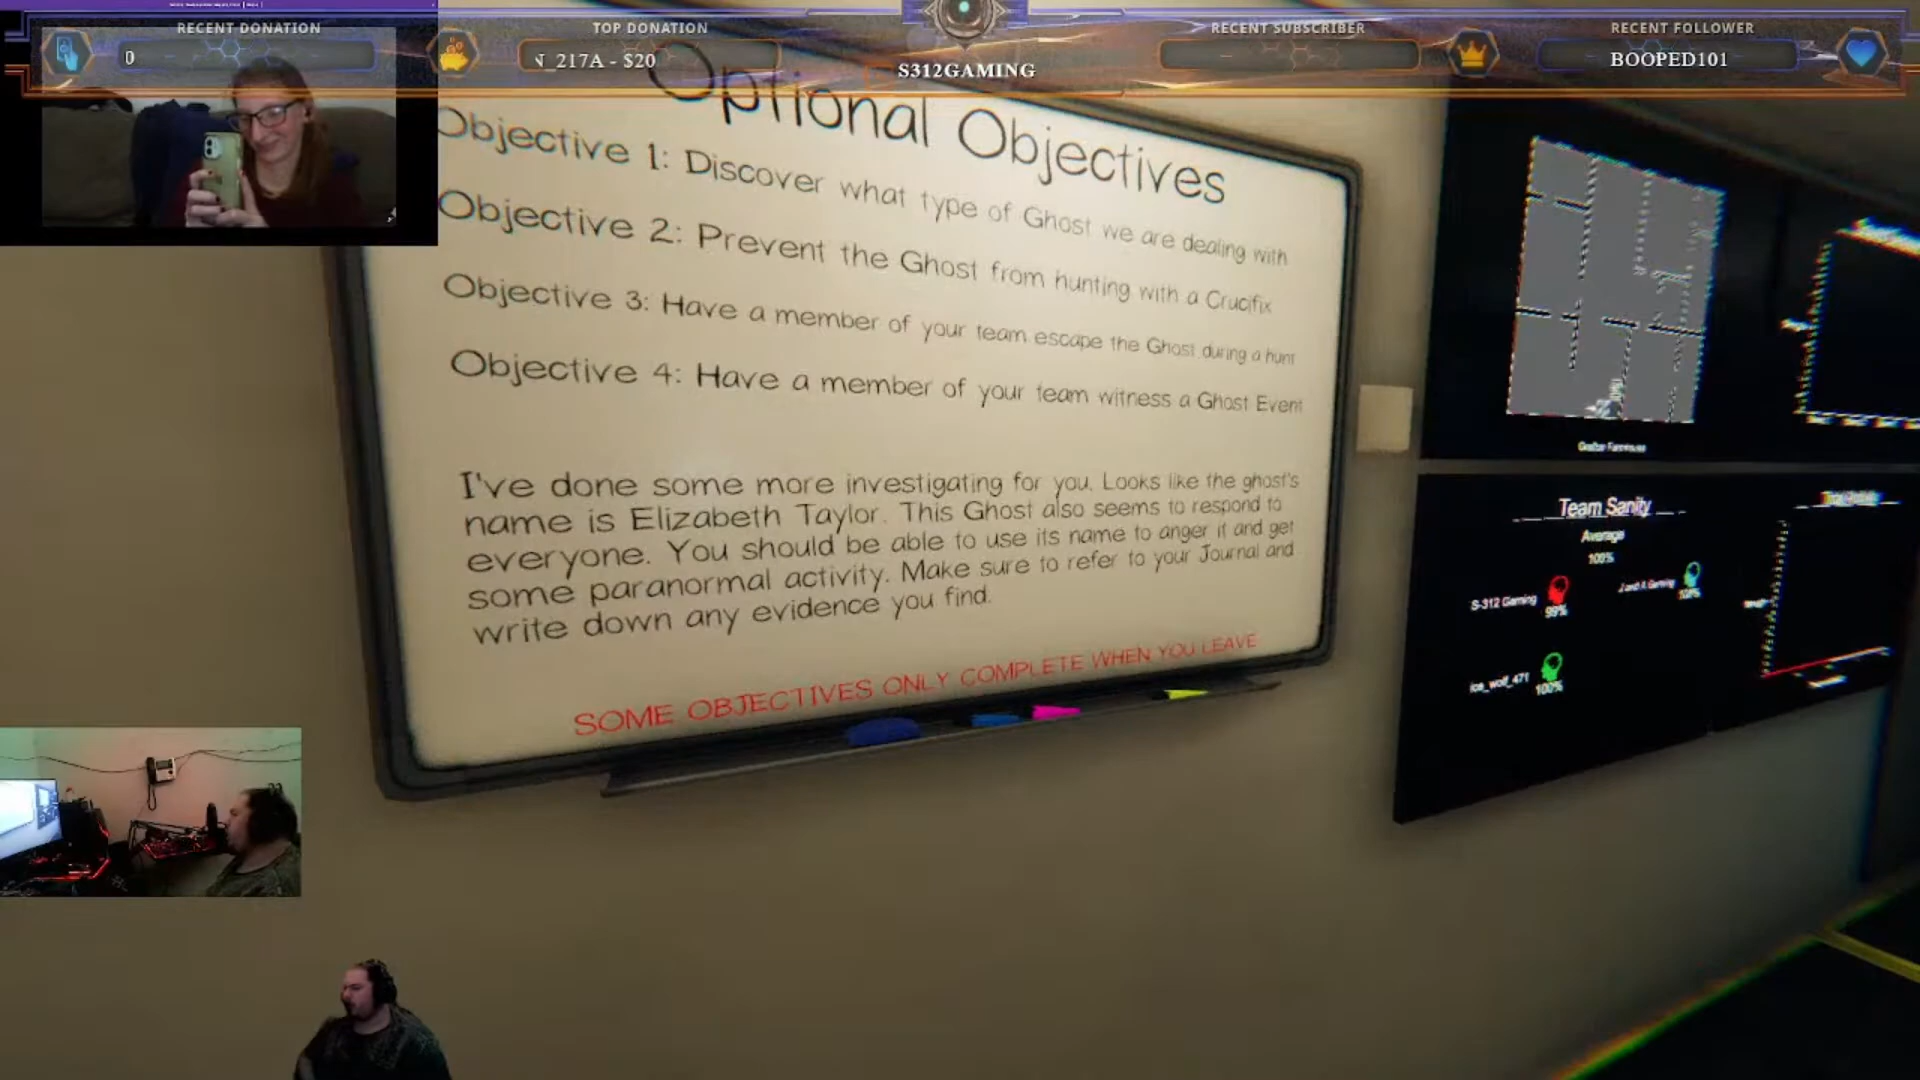 RECENT DONATION
0
TOP DONATION
217A - $20
S312GAMING
RECENT SUBSCRIBER
RECENT FOLLOWER
BOOPED101
Optional Objectives
Objective 1: Discover what type of Ghost we are dealing with
Objective 2: Prevent the Ghost from hunting with a Crucifix
Objective 3: Have a member of your team escape the Ghost during a hunt
Objective 4: Have a member of your team witness a Ghost Event
I've done some more investigating for you. Looks like the ghost's
name is Elizabeth Taylor. This Ghost also seems to respond to
everyone. You should be able to use its name to anger it and get
some paranormal activity. Make sure to refer to your Journal and
write down any evidence you find.
SOME OBJECTIVES ONLY COMPLETE WHEN YOU LEAVE
Team Sanity
Average
100%
S-312 Gaming
99%
J and A Gaming
ice_wolf_471
100%